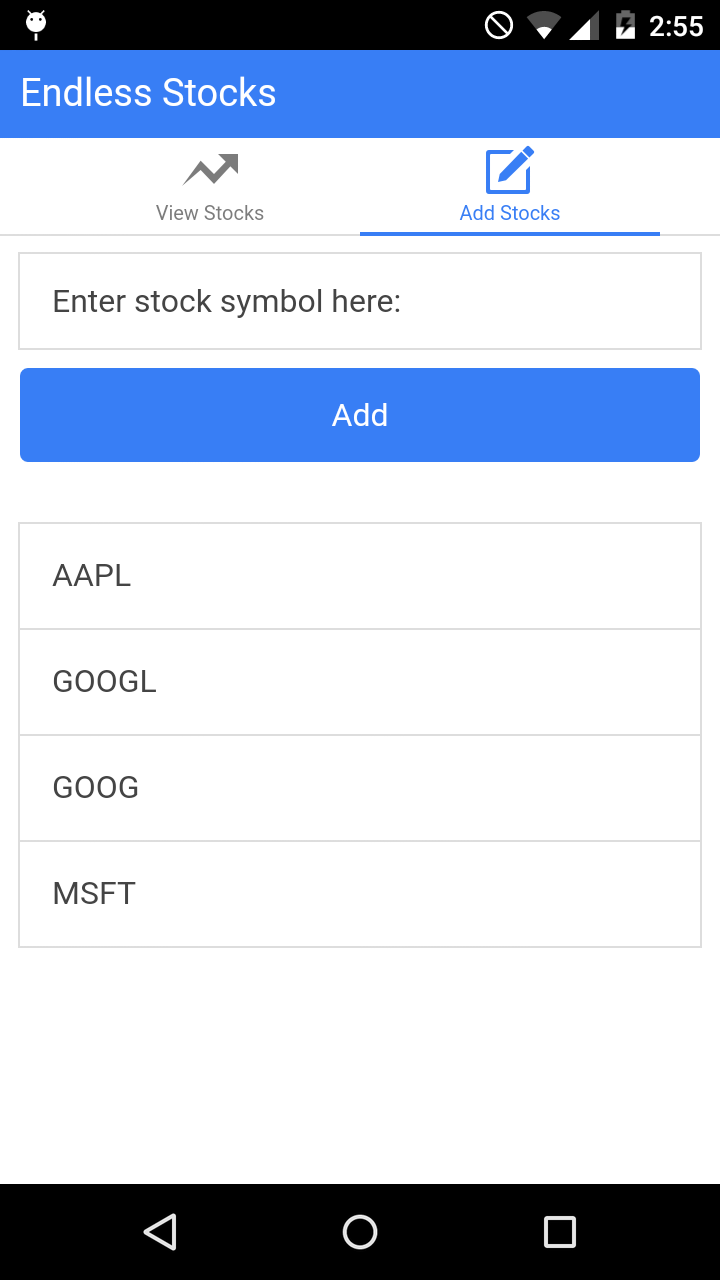 2:55
Endless Stocks
View Stocks
Add Stocks
Enter stock symbol here:
Add
AAPL
GOOGL
GOOG
MSFT